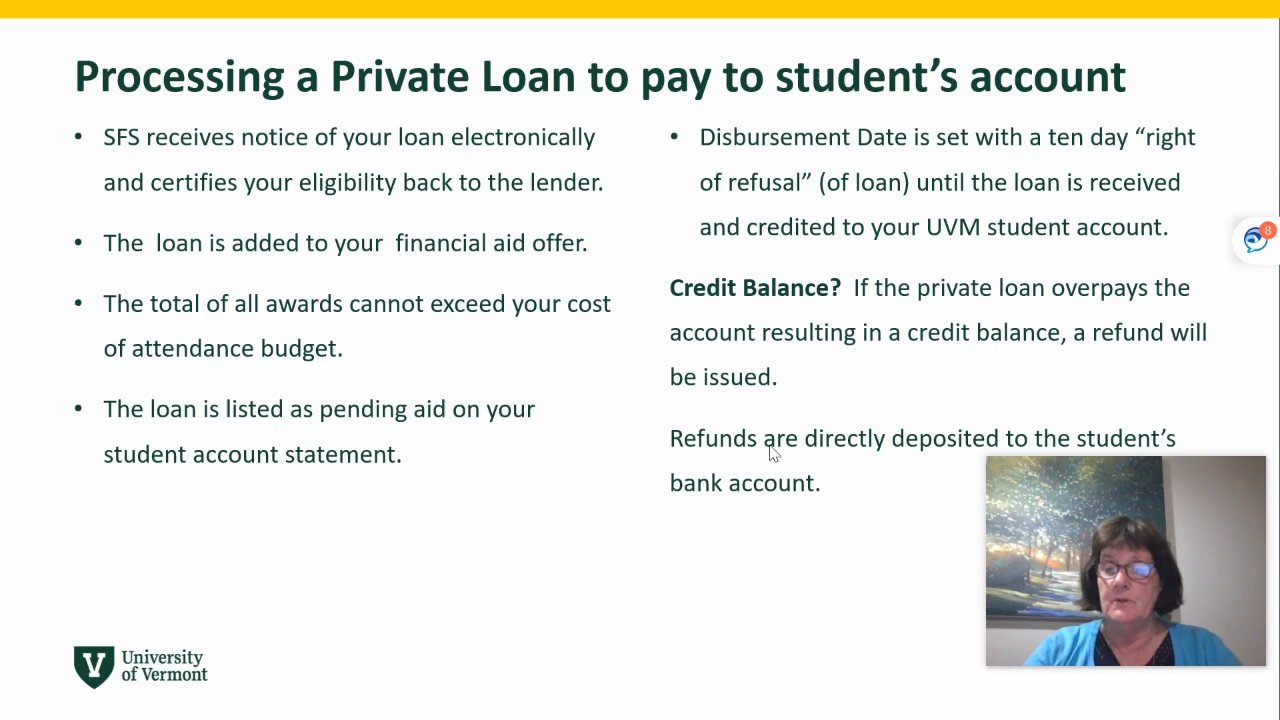 Processing a Private Loan to pay to student’s account
• SFS receives notice of your loan electronically
and certifies your eligibility back to the lender.
• The loan is added to your financial aid offer.
• The total of all awards cannot exceed your cost
of attendance budget.
• The loan is listed as pending aid on your
student account statement.
• Disbursement Date is set with a ten day “right
of refusal” (of loan) until the loan is received
and credited to your UVM student account.
Credit Balance? If the private loan overpays the
account resulting in a credit balance, a refund will
be issued.
Refunds are directly deposited to the student’s
bank account.
8
V University
of Vermont